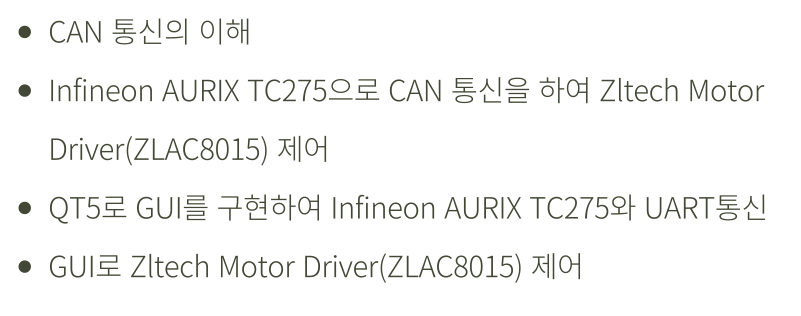 • CAN 통신의 이해
• Infineon AURIX TC275으로 CAN 통신을 하여 Zltech Motor
Driver(ZLAC8015) 제어
• QT5로 GUI를 구현하여 Infineon AURIX TC275와 UART통신
• GUI로 Zltech Motor Driver(ZLAC8015) 제어